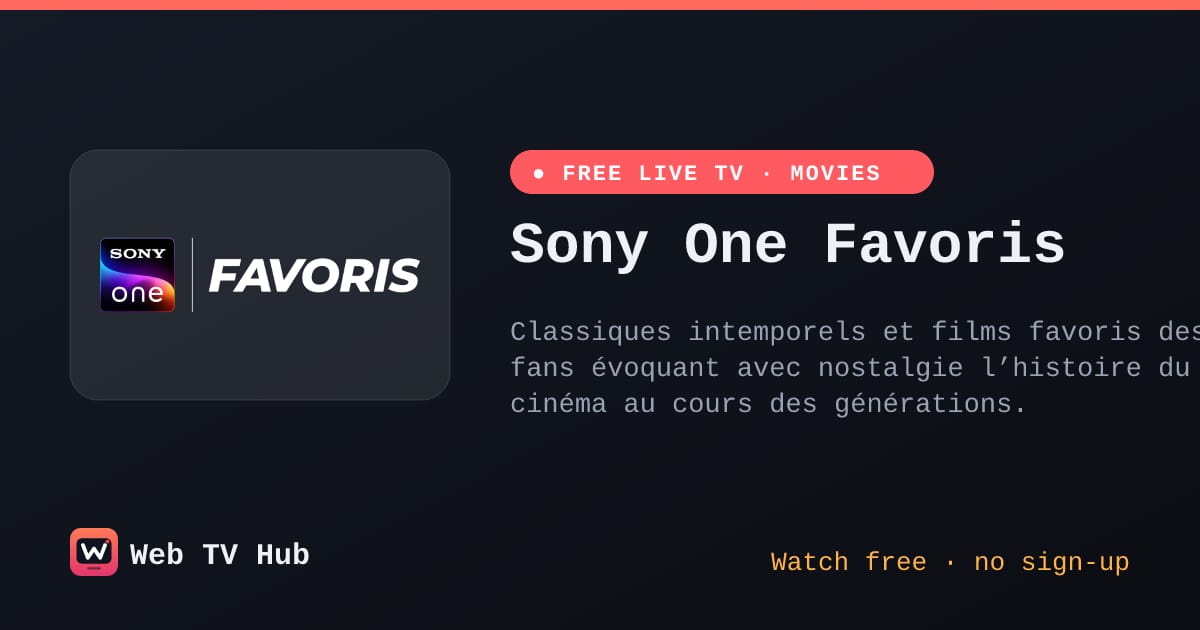 SONY
one
FAVORIS
• FREE LIVE TV · MOVIES
Sony One Favoris
Classiques intemporels et films favoris des
fans évoquant avec nostalgie l’histoire du
cinéma au cours des générations.
W
Web TV Hub
Watch free · no sign-up